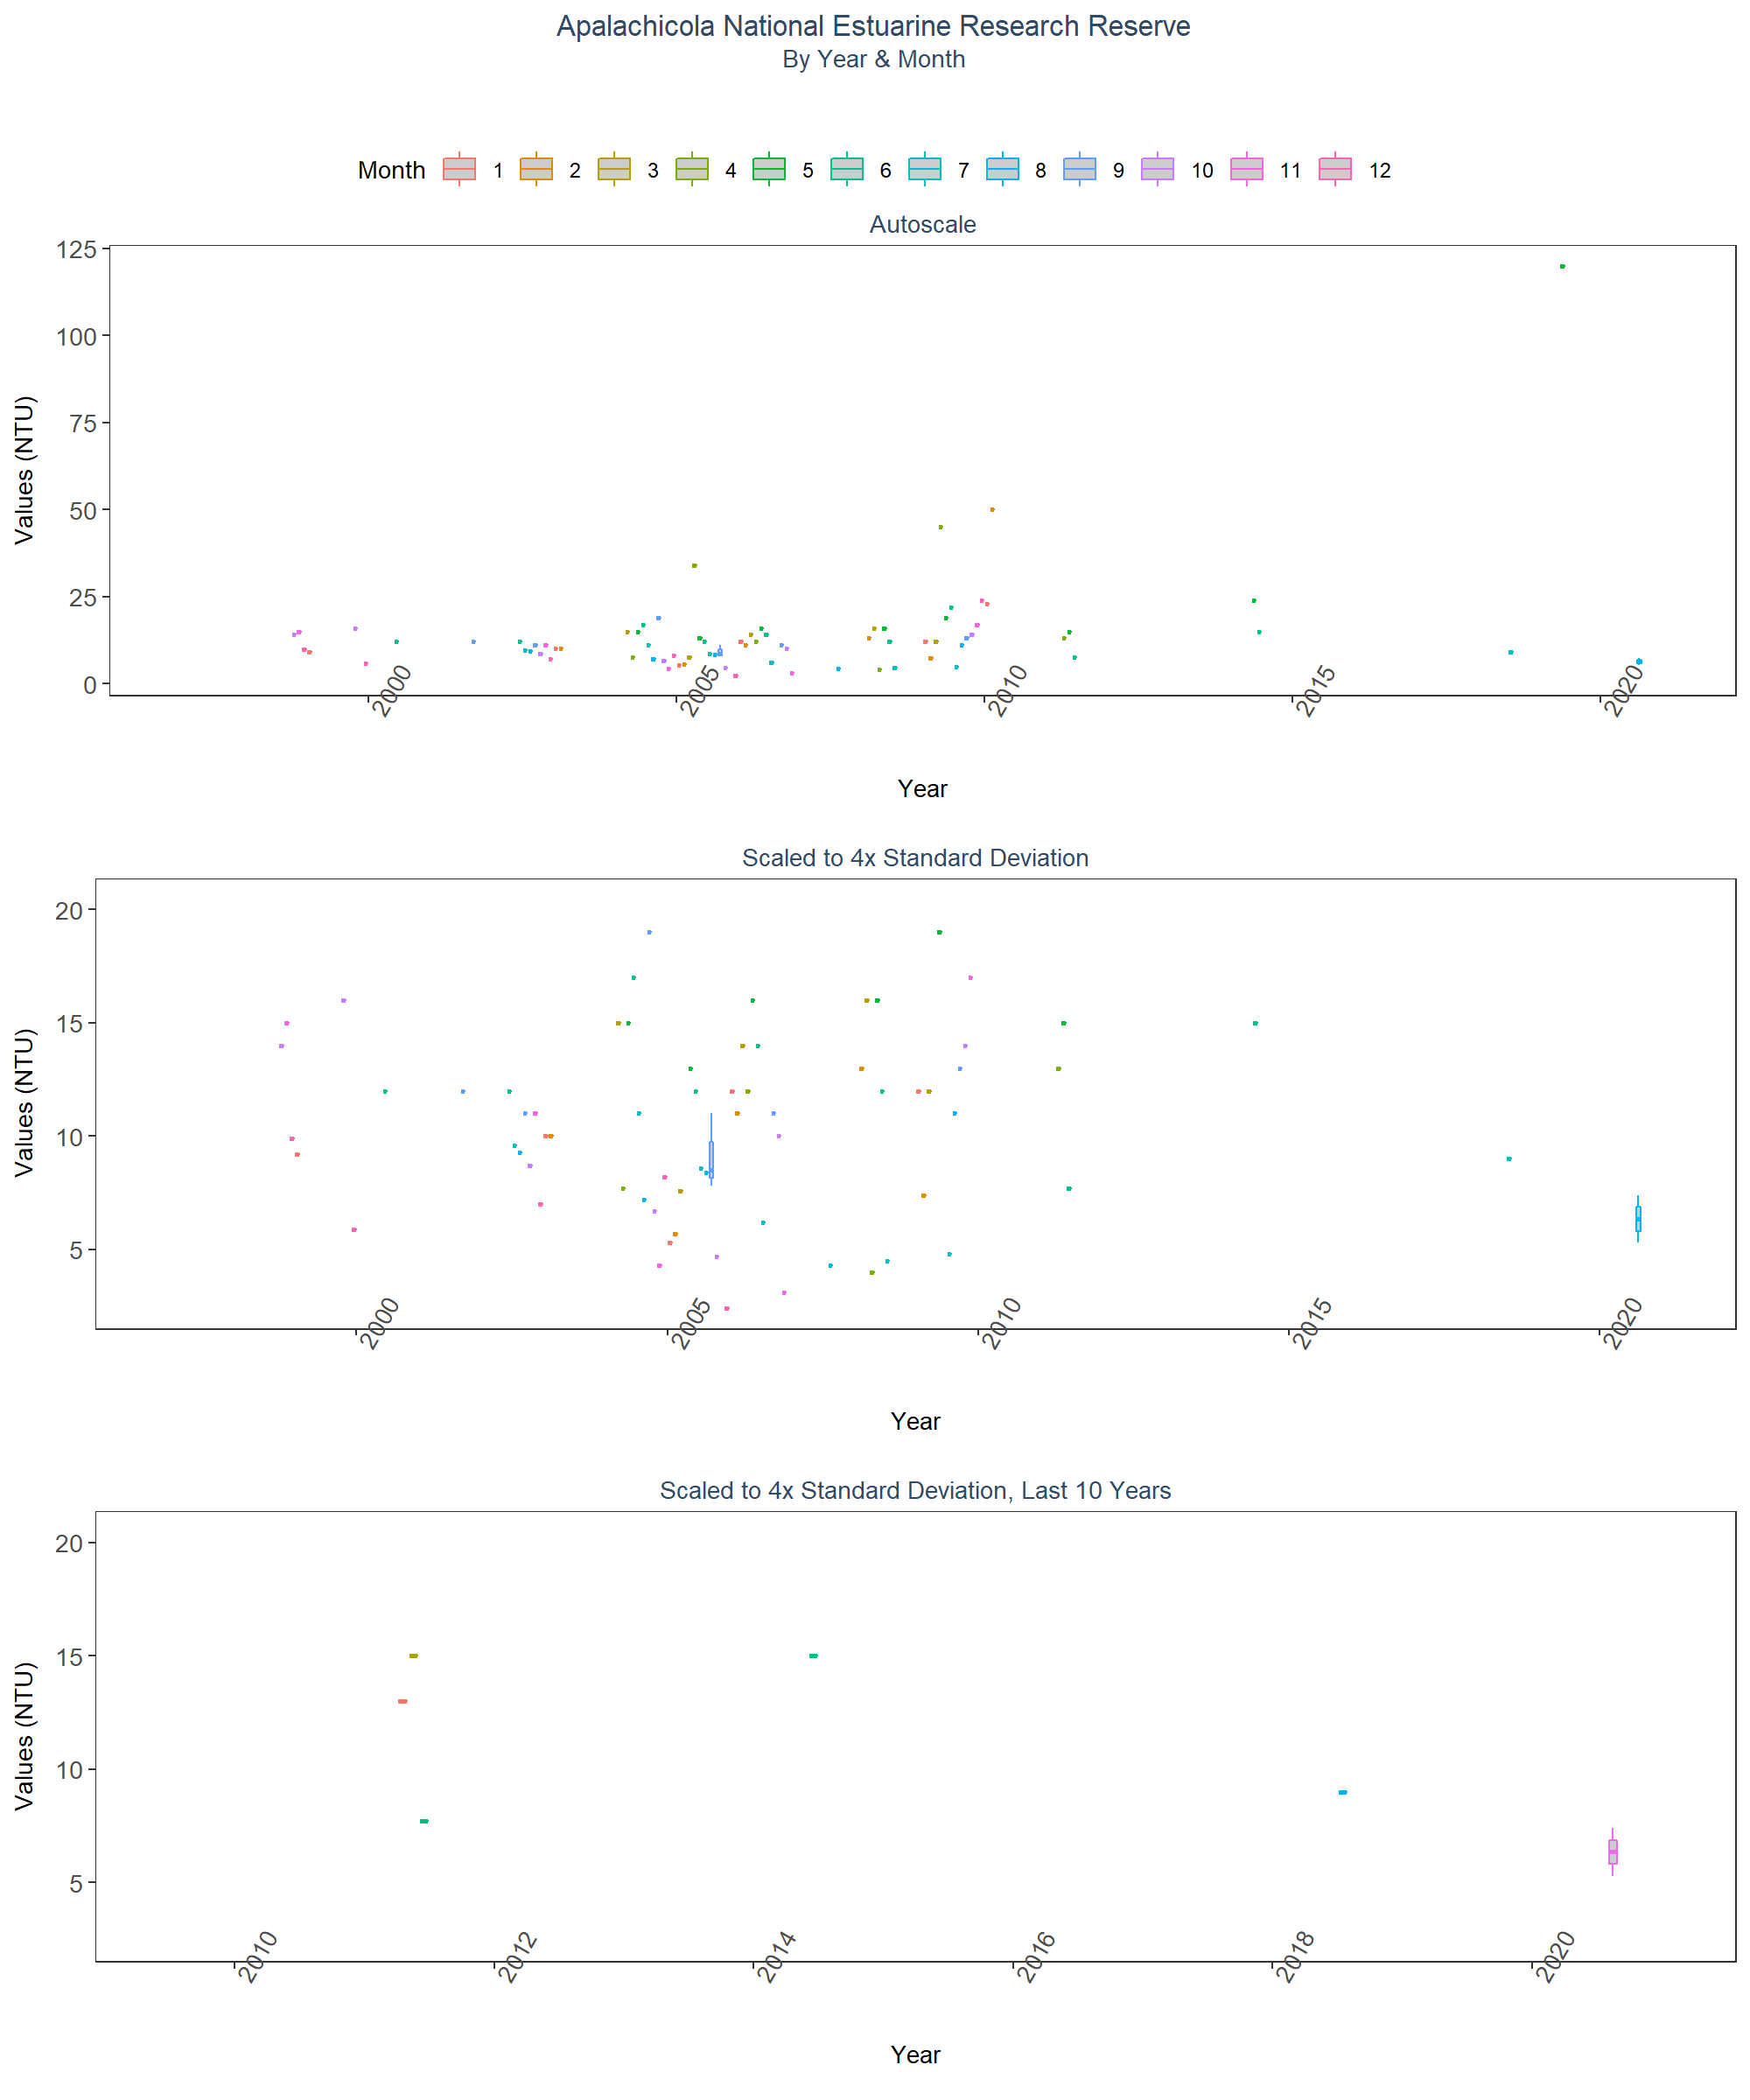 Apalachicola National Estuarine Research Reserve
By Year & Month
Month 1 2 3 4 5 6 7 8 9 10 11 12
Autoscale
125
100
75
50
25
0
Values (NTU)
2000 2005 2010 2015 2020
Year
Scaled to 4x Standard Deviation
20
15
10
5
Values (NTU)
2000 2005 2010 2015 2020
Year
Scaled to 4x Standard Deviation, Last 10 Years
20
15
10
5
Values (NTU)
2010 2012 2014 2016 2018 2020
Year